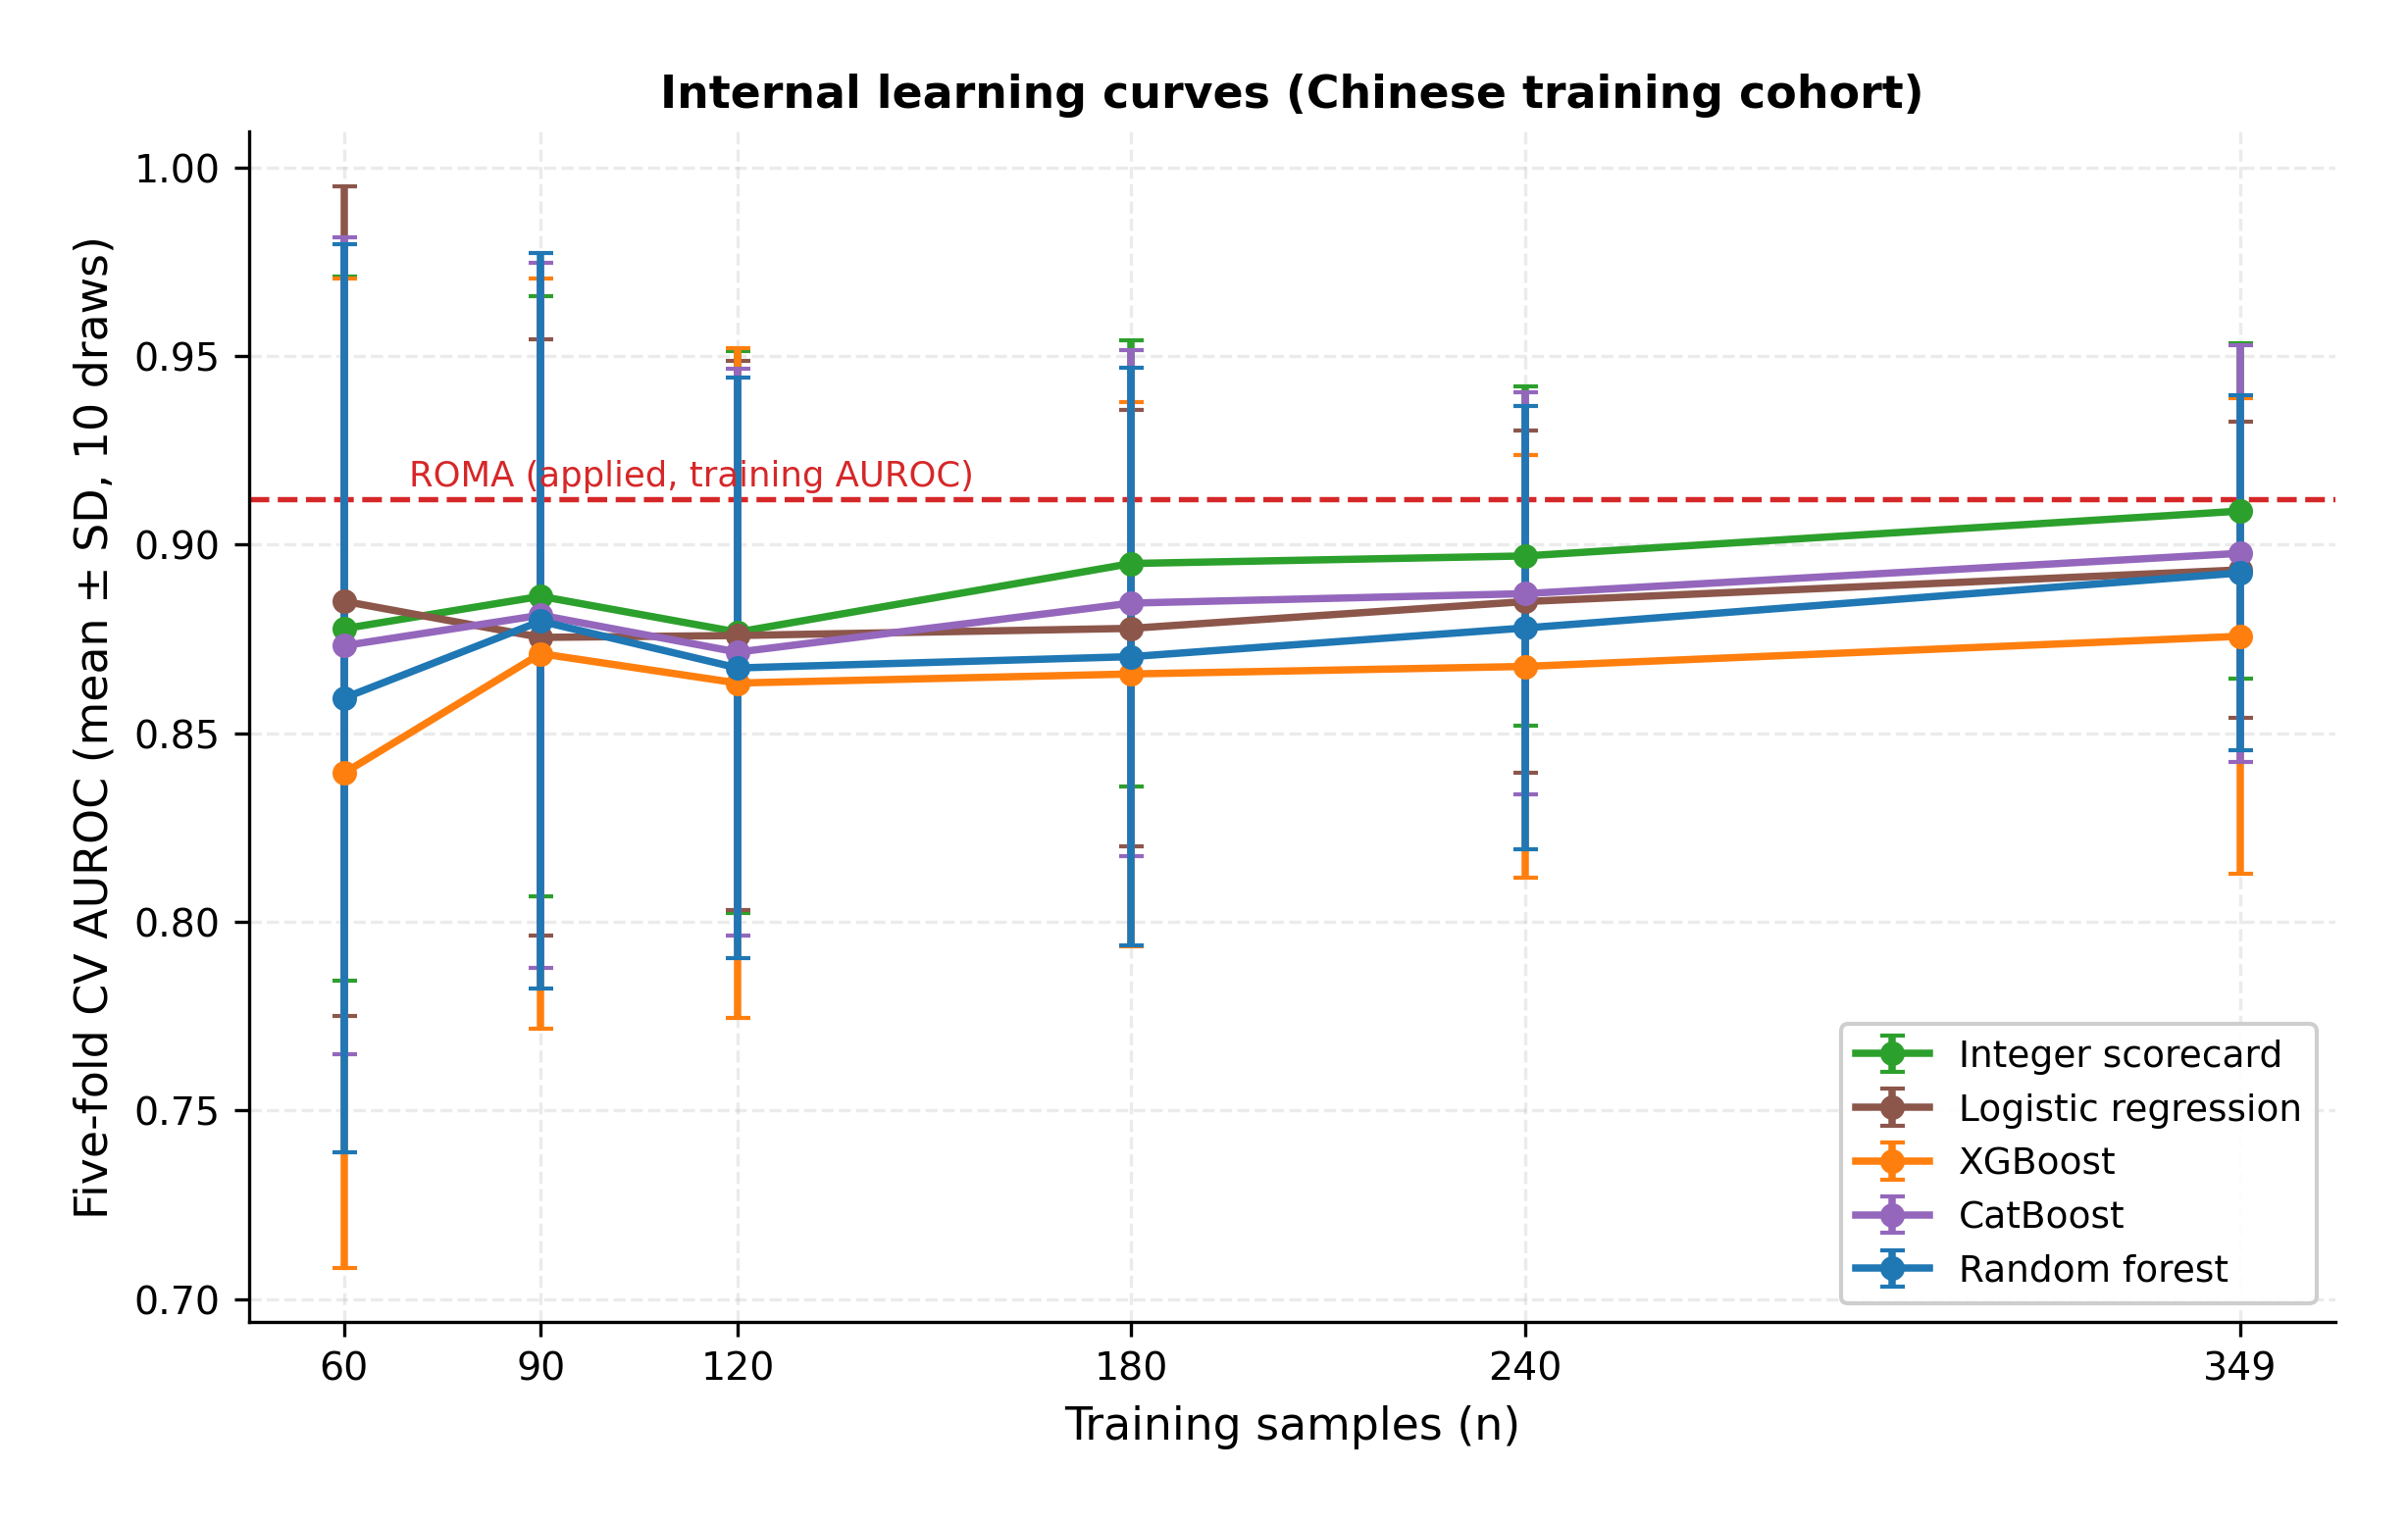 Internal learning curves (Chinese training cohort)
Five-fold CV AUROC (mean ± SD, 10 draws)
1.00
0.95
0.90
0.85
0.80
0.75
0.70
ROMA (applied, training AUROC)
Integer scorecard
Logistic regression
XGBoost
CatBoost
Random forest
60 90 120 180 240 349
Training samples (n)